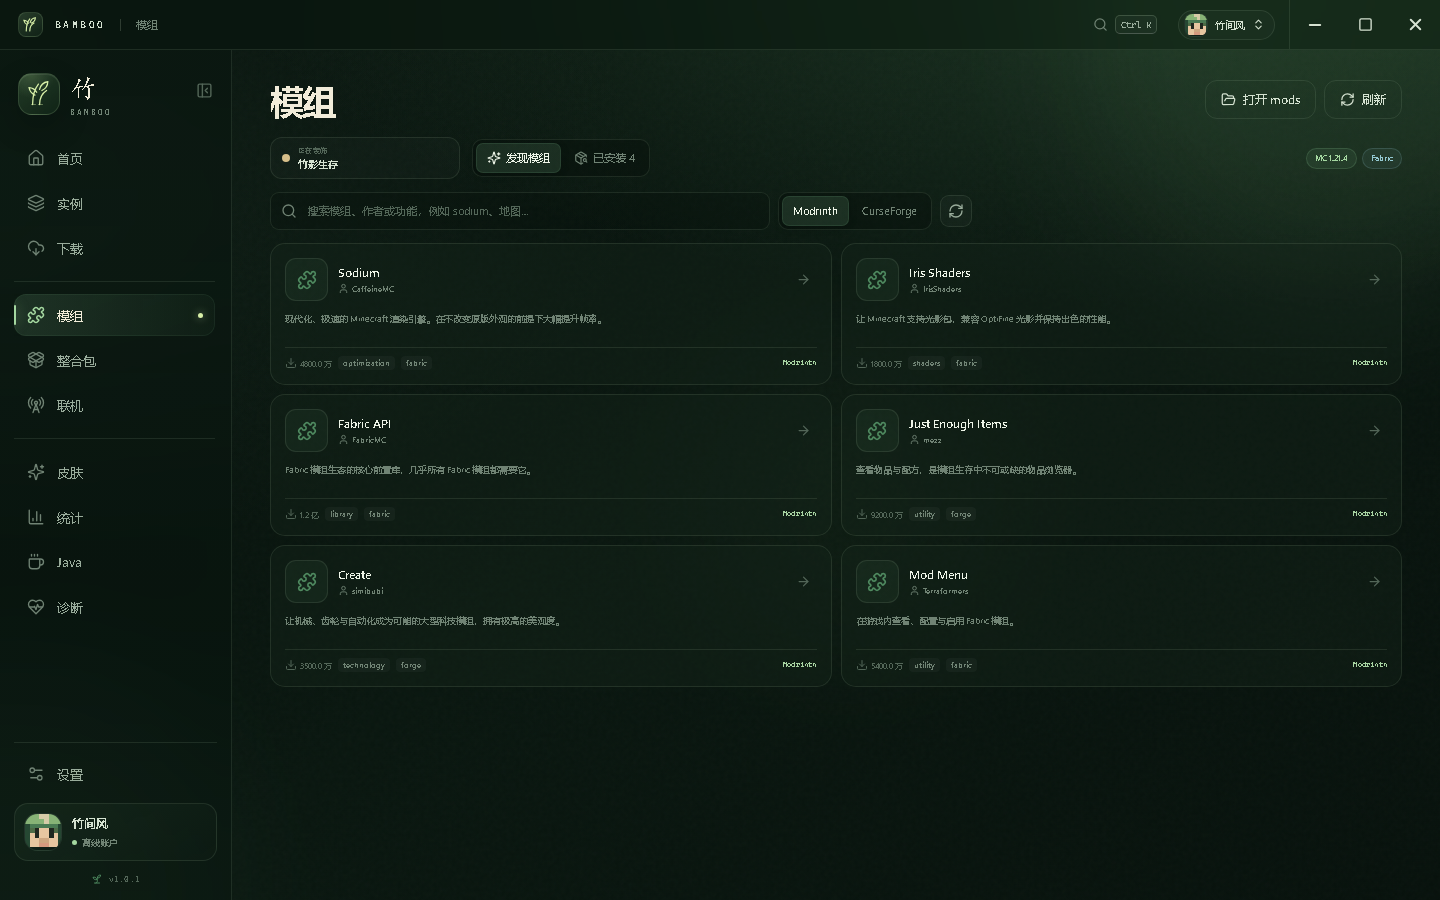 BAMBOO 模组
Ctrl K
竹间风
竹
BAMBOO
首页
实例
下载
模组
整合包
联机
皮肤
统计
Java
诊断
设置
竹间风
离线账户
v1.0.1
模组
打开 mods
刷新
竹影生存
发现模组
已安装 4
MC 1.21.4
Fabric
搜索模组、作者或功能，例如 sodium、地图...
Modrinth
CurseForge
Sodium
CaffeineMC
现代化、极速的 Minecraft 渲染引擎。在不改变原版外观的前提下大幅提升帧率。
4800.0 万 optimization fabric Modrinth
Iris Shaders
IrisShaders
让 Minecraft 支持光影包，兼容 OptiFine 光影并保持出色的性能。
1800.0 万 shaders fabric Modrinth
Fabric API
FabricMC
Fabric 模组生态的核心前置库，几乎所有 Fabric 模组都需要它。
1.2 亿 library fabric Modrinth
Just Enough Items
mezz
查看物品与配方，是模组生存中不可或缺的物品浏览器。
9200.0 万 utility forge Modrinth
Create
simibubi
让机械、齿轮与自动化成为可能的大型科技模组，拥有极高的美观度。
3500.0 万 technology forge Modrinth
Mod Menu
Terraformers
在游戏内查看、配置与启用 Fabric 模组。
5400.0 万 utility fabric Modrinth